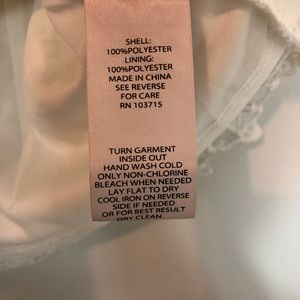 SHELL:
100%POLYESTER
LINING:
100%POLYESTER
MADE IN CHINA
SEE REVERSE
FOR CARE
RN 103715
TURN GARMENT
INSIDE OUT
HAND WASH COLD
ONLY NON-CHLORINE
BLEACH WHEN NEEDED
LAY FLAT TO DRY
COOL IRON ON REVERSE
SIDE IF NEEDED
OR FOR BEST RESULT
DRY CLEAN